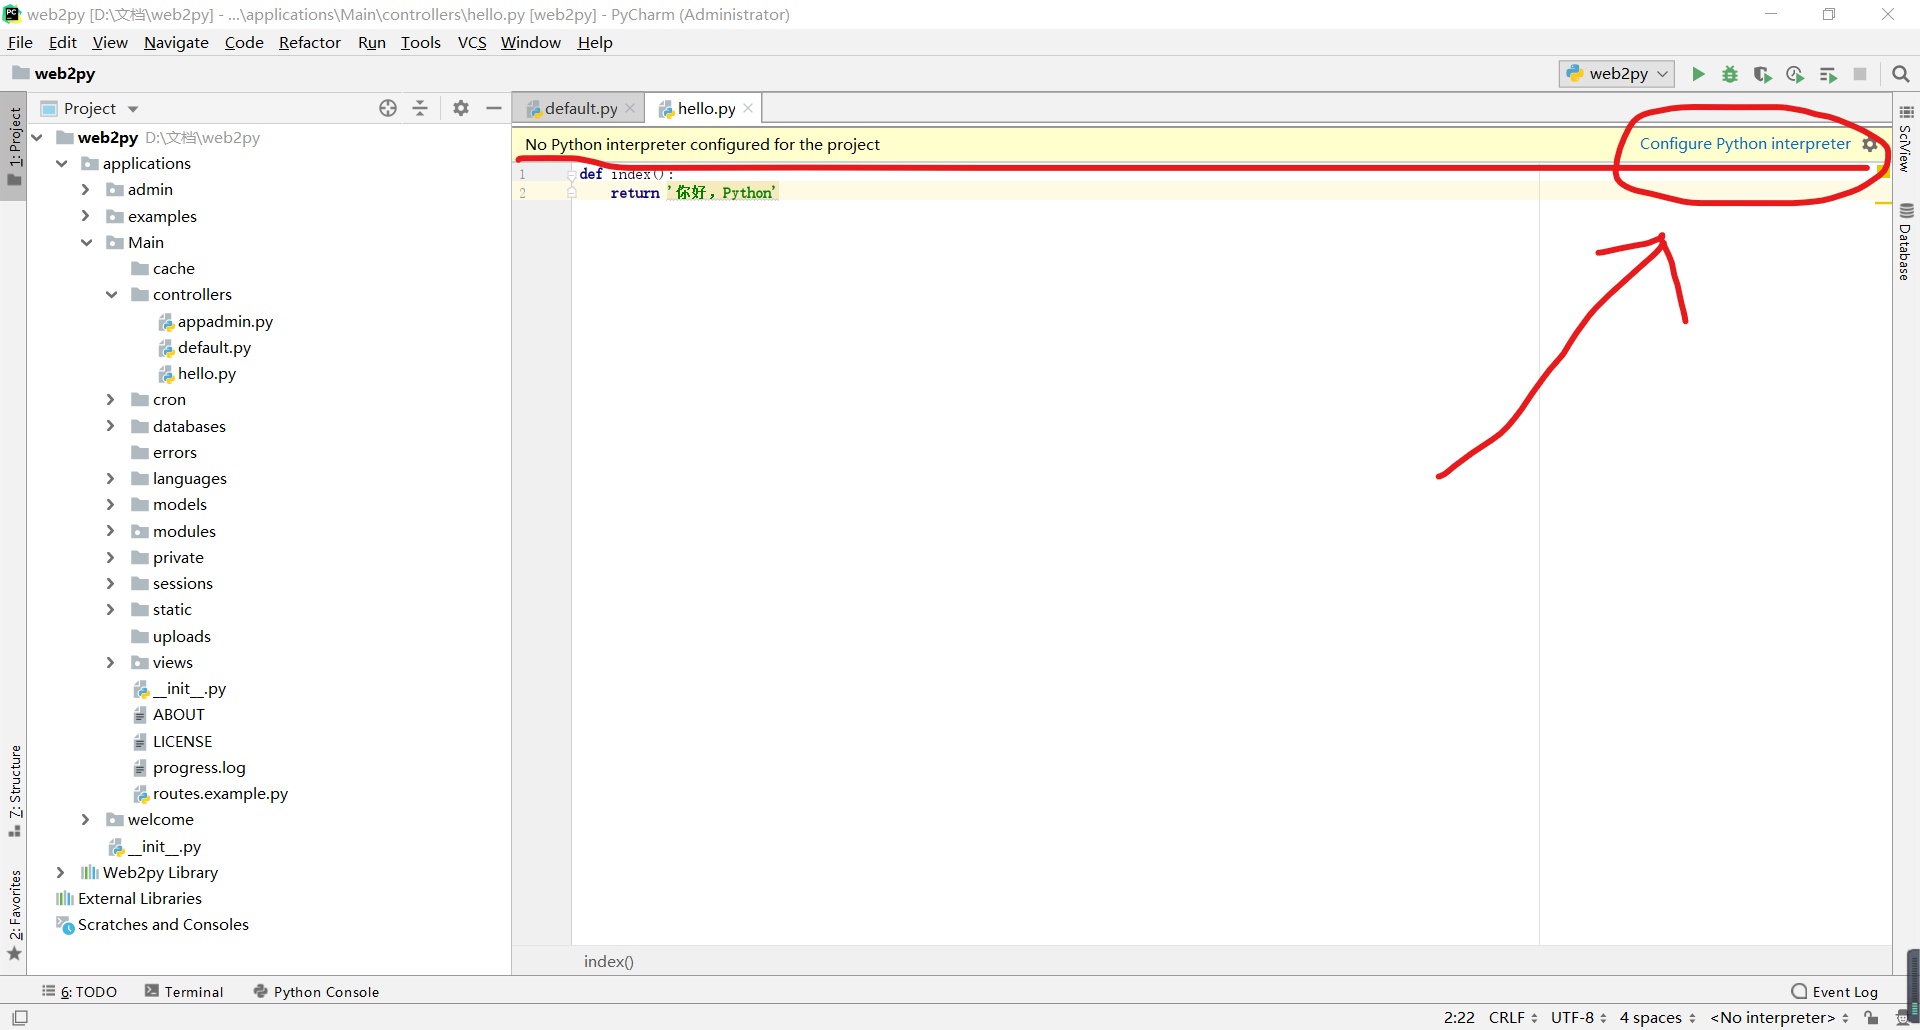 web2py [D:\文档\web2py] - ...\applications\Main\controllers\hello.py [web2py] - PyCharm (Administrator)
File Edit View Navigate Code Refactor Run Tools VCS Window Help
web2py
web2py
1: Project
Project
default.py
hello.py
No Python interpreter configured for the project
Configure Python interpreter
1 def index():
2 return '你好，Python'
web2py D:\文档\web2py
applications
admin
examples
Main
cache
controllers
appadmin.py
default.py
hello.py
cron
databases
errors
languages
models
modules
private
sessions
static
uploads
views
__init__.py
ABOUT
LICENSE
progress.log
routes.example.py
welcome
__init__.py
Web2py Library
External Libraries
Scratches and Consoles
7: Structure
2: Favorites
SciView
Database
index()
6: TODO Terminal Python Console
Event Log
2:22 CRLF UTF-8 4 spaces <No interpreter>